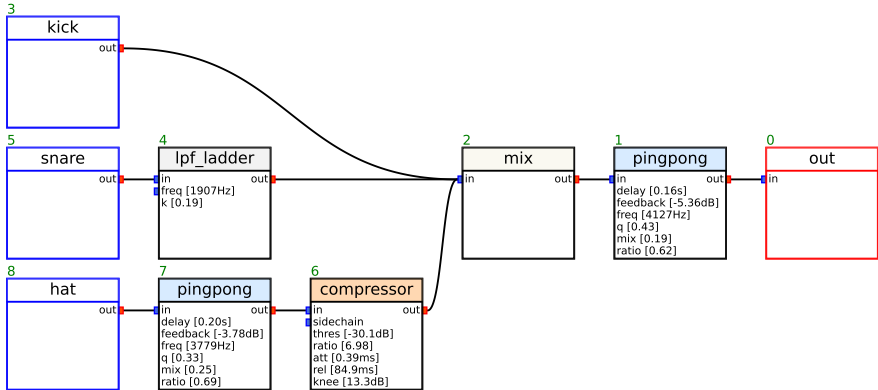 3
kick
out
5
snare
out
4
lpf_ladder
in out
freq [1907Hz]
k [0.19]
2
mix
in out
1
pingpong
in out
delay [0.16s]
feedback [-5.36dB]
freq [4127Hz]
q [0.43]
mix [0.19]
ratio [0.62]
0
out
in
8
hat
out
7
pingpong
in out
delay [0.20s]
feedback [-3.78dB]
freq [3779Hz]
q [0.33]
mix [0.25]
ratio [0.69]
6
compressor
in out
sidechain
thres [-30.1dB]
ratio [6.98]
att [0.39ms]
rel [84.9ms]
knee [13.3dB]